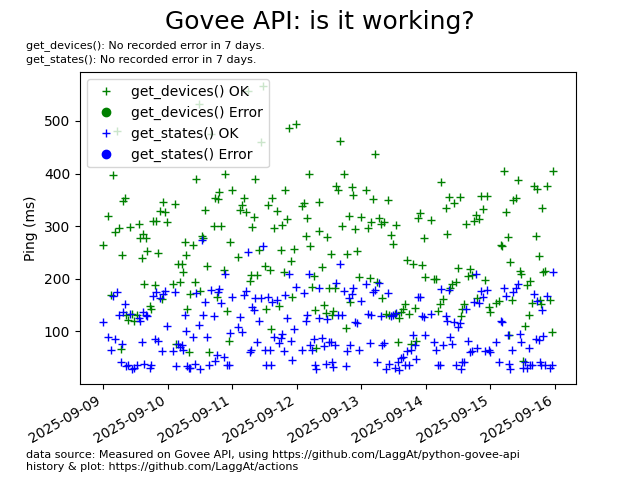 Govee API: is it working?
get_devices(): No recorded error in 7 days.
get_states(): No recorded error in 7 days.
get_devices() OK
get_devices() Error
get_states() OK
get_states() Error
Ping (ms)
500
400
300
200
100
2025-09-09
2025-09-10
2025-09-11
2025-09-12
2025-09-13
2025-09-14
2025-09-15
2025-09-16
data source: Measured on Govee API, using https://github.com/LaggAt/python-govee-api
history & plot: https://github.com/LaggAt/actions